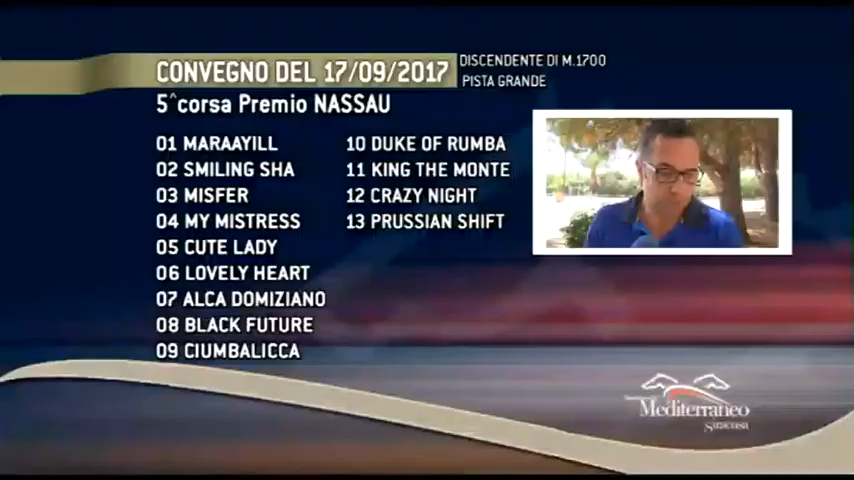 CONVEGNO DEL 17/09/2017
DISCENDENTE DI M.1700
PISTA GRANDE
5^corsa Premio NASSAU
01 MARAAYILL
02 SMILING SHA
03 MISFER
04 MY MISTRESS
05 CUTE LADY
06 LOVELY HEART
07 ALCA DOMIZIANO
08 BLACK FUTURE
09 CIUMBALICCA
10 DUKE OF RUMBA
11 KING THE MONTE
12 CRAZY NIGHT
13 PRUSSIAN SHIFT
Mediterraneo
Siracusa